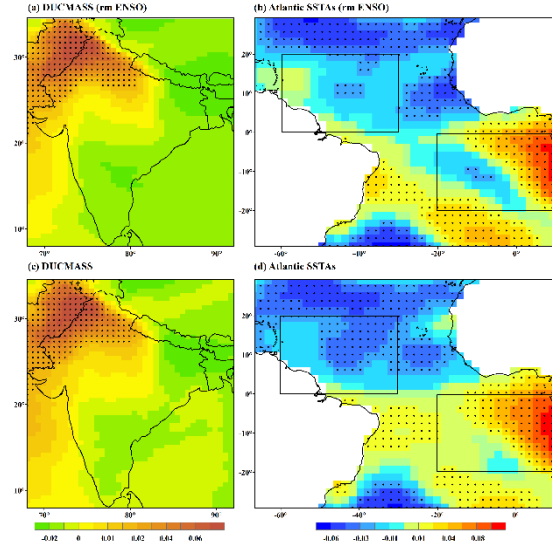 (a) DUCMASS (rm ENSO)
(b) Atlantic SSTAs (rm ENSO)
30°
20°
10°
70° 80° 90°
20°
10°
0°
-10°
-20°
-60° -40° -20° 0°
(c) DUCMASS
(d) Atlantic SSTAs
30°
20°
10°
70° 80° 90°
20°
10°
0°
-10°
-20°
-60° -40° -20° 0°
-0.02 0 0.01 0.02 0.04 0.06
-0.06 -0.03 -0.01 0.01 0.04 0.08